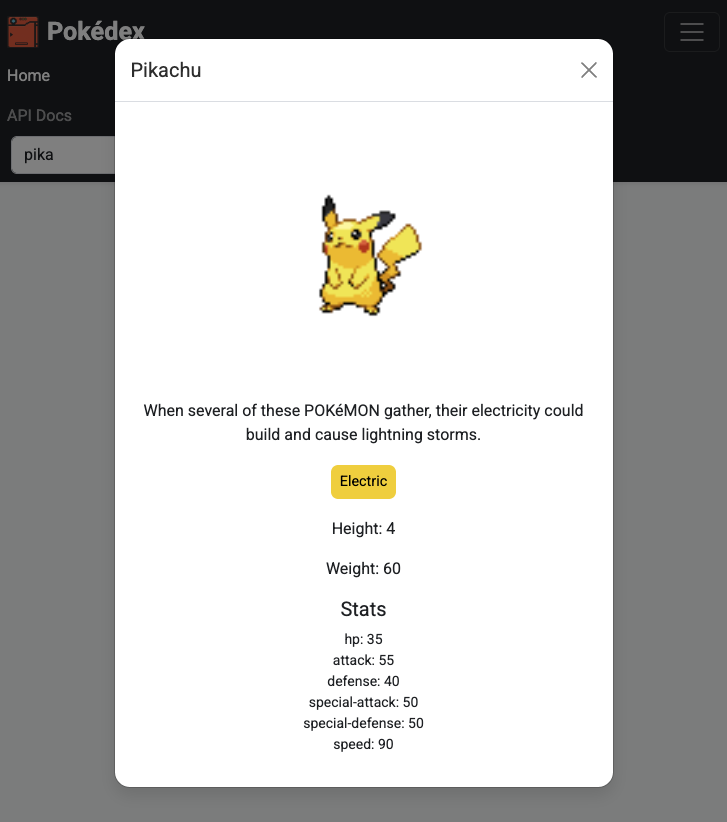 Pokédex
Home
API Docs
pika
Pikachu
When several of these POKéMON gather, their electricity could
build and cause lightning storms.
Electric
Height: 4
Weight: 60
Stats
hp: 35
attack: 55
defense: 40
special-attack: 50
special-defense: 50
speed: 90